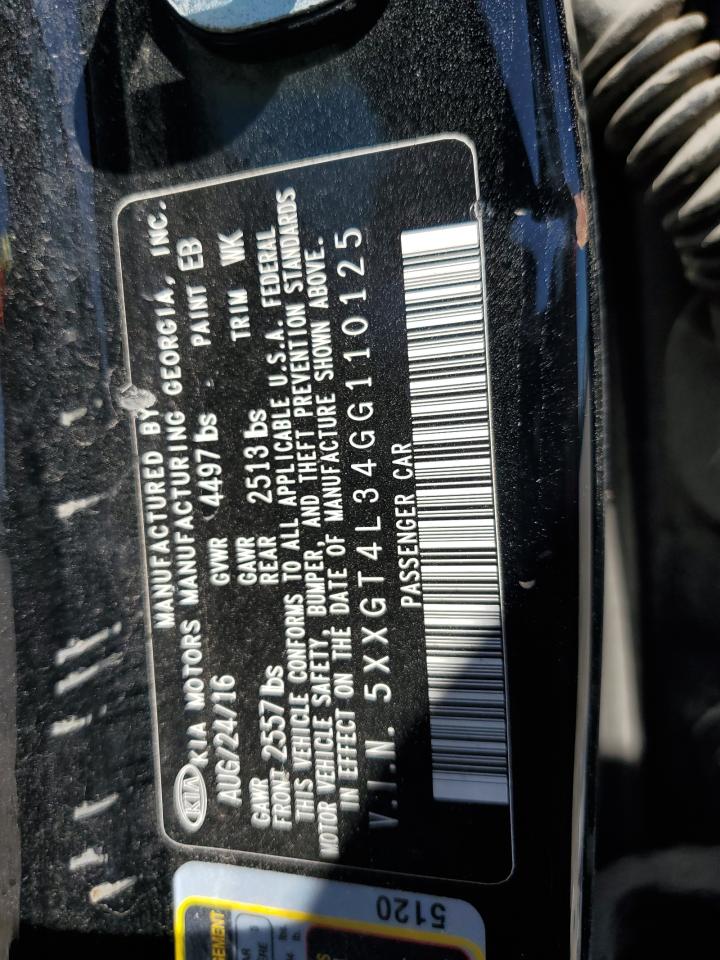 KIA
MANUFACTURED BY
KIA MOTORS MANUFACTURING GEORGIA, INC.
AUG/24/16 GVWR 4497 lbs PAINT EB
GAWR FRONT 2557 lbs GAWR REAR 2513 lbs TRIM WK
THIS VEHICLE CONFORMS TO ALL APPLICABLE U.S.A. FEDERAL
MOTOR VEHICLE SAFETY, BUMPER, AND THEFT PREVENTION STANDARDS
IN EFFECT ON THE DATE OF MANUFACTURE SHOWN ABOVE.
V.I.N. 5XXGT4L34GG110125
PASSENGER CAR
5120